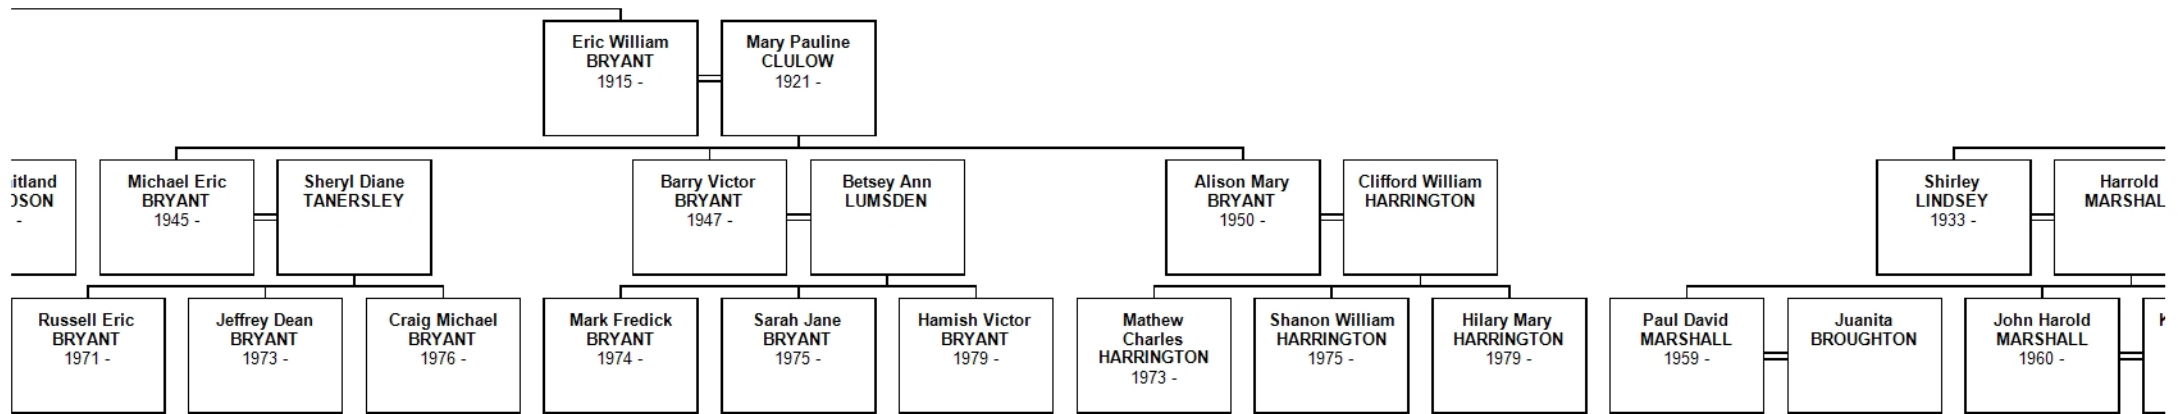 Eric William
BRYANT
1915 -
Mary Pauline
CLULOW
1921 -
-
Michael Eric
BRYANT
1945 -
Sheryl Diane
TANERSLEY
Barry Victor
BRYANT
1947 -
Betsey Ann
LUMSDEN
Alison Mary
BRYANT
1950 -
Clifford William
HARRINGTON
Shirley
LINDSEY
1933 -
Harrold
MARSHAL
Russell Eric
BRYANT
1971 -
Jeffrey Dean
BRYANT
1973 -
Craig Michael
BRYANT
1976 -
Mark Fredick
BRYANT
1974 -
Sarah Jane
BRYANT
1975 -
Hamish Victor
BRYANT
1979 -
Mathew
Charles
HARRINGTON
1973 -
Shanon William
HARRINGTON
1975 -
Hilary Mary
HARRINGTON
1979 -
Paul David
MARSHALL
1959 -
Juanita
BROUGHTON
John Harold
MARSHALL
1960 -